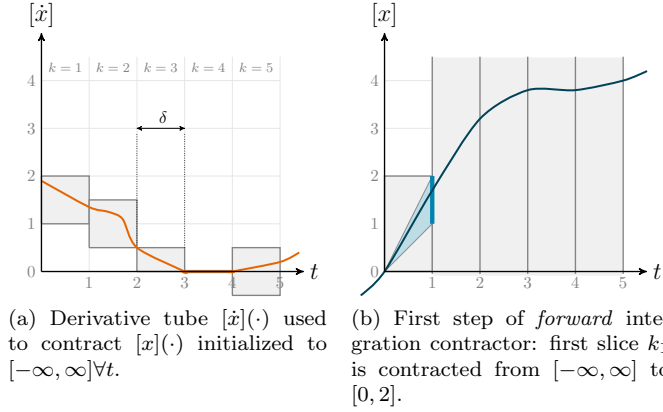 [ẋ]
k = 1 k = 2 k = 3 k = 4 k = 5
4
3
2
1
0
δ
1 2 3 4 5
t
(a) Derivative tube [ẋ](·) used
to contract [x](·) initialized to
[−∞, ∞]∀t.
[x]
4
3
2
1
0
1 2 3 4 5
t
(b) First step of forward inte-
gration contractor: first slice k₁
is contracted from [−∞, ∞] to
[0, 2].